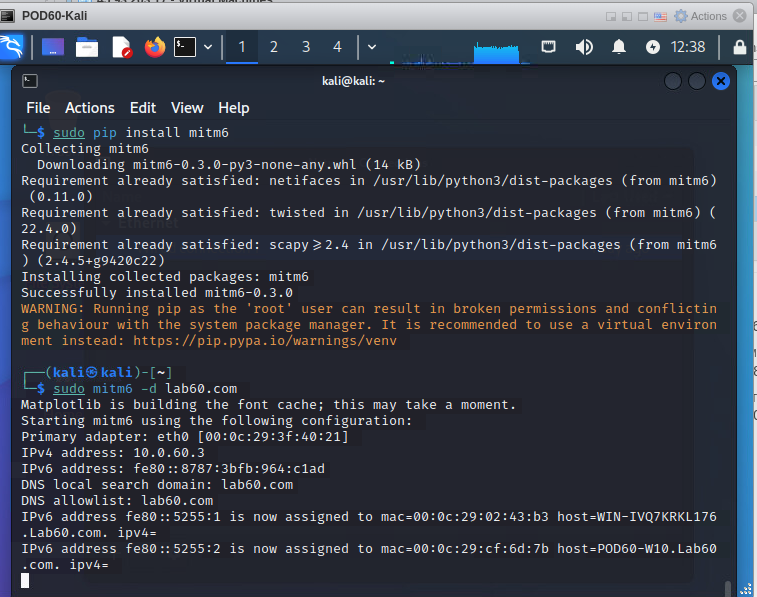 POD60-Kali
Actions
1 2 3 4
12:38
kali@kali: ~
File Actions Edit View Help
└─$ sudo pip install mitm6
Collecting mitm6
Downloading mitm6-0.3.0-py3-none-any.whl (14 kB)
Requirement already satisfied: netifaces in /usr/lib/python3/dist-packages (from mitm6)
(0.11.0)
Requirement already satisfied: twisted in /usr/lib/python3/dist-packages (from mitm6) (
22.4.0)
Requirement already satisfied: scapy>=2.4 in /usr/lib/python3/dist-packages (from mitm6
) (2.4.5+g9420c22)
Installing collected packages: mitm6
Successfully installed mitm6-0.3.0
WARNING: Running pip as the 'root' user can result in broken permissions and conflictin
g behaviour with the system package manager. It is recommended to use a virtual environ
ment instead: https://pip.pypa.io/warnings/venv
┌──(kali㉿kali)-[~]
└─$ sudo mitm6 -d lab60.com
Matplotlib is building the font cache; this may take a moment.
Starting mitm6 using the following configuration:
Primary adapter: eth0 [00:0c:29:3f:40:21]
IPv4 address: 10.0.60.3
IPv6 address: fe80::8787:3bfb:964:c1ad
DNS local search domain: lab60.com
DNS allowlist: lab60.com
IPv6 address fe80::5255:1 is now assigned to mac=00:0c:29:02:43:b3 host=WIN-IVQ7KRKL176
.Lab60.com. ipv4=
IPv6 address fe80::5255:2 is now assigned to mac=00:0c:29:cf:6d:7b host=POD60-W10.Lab60
.com. ipv4=